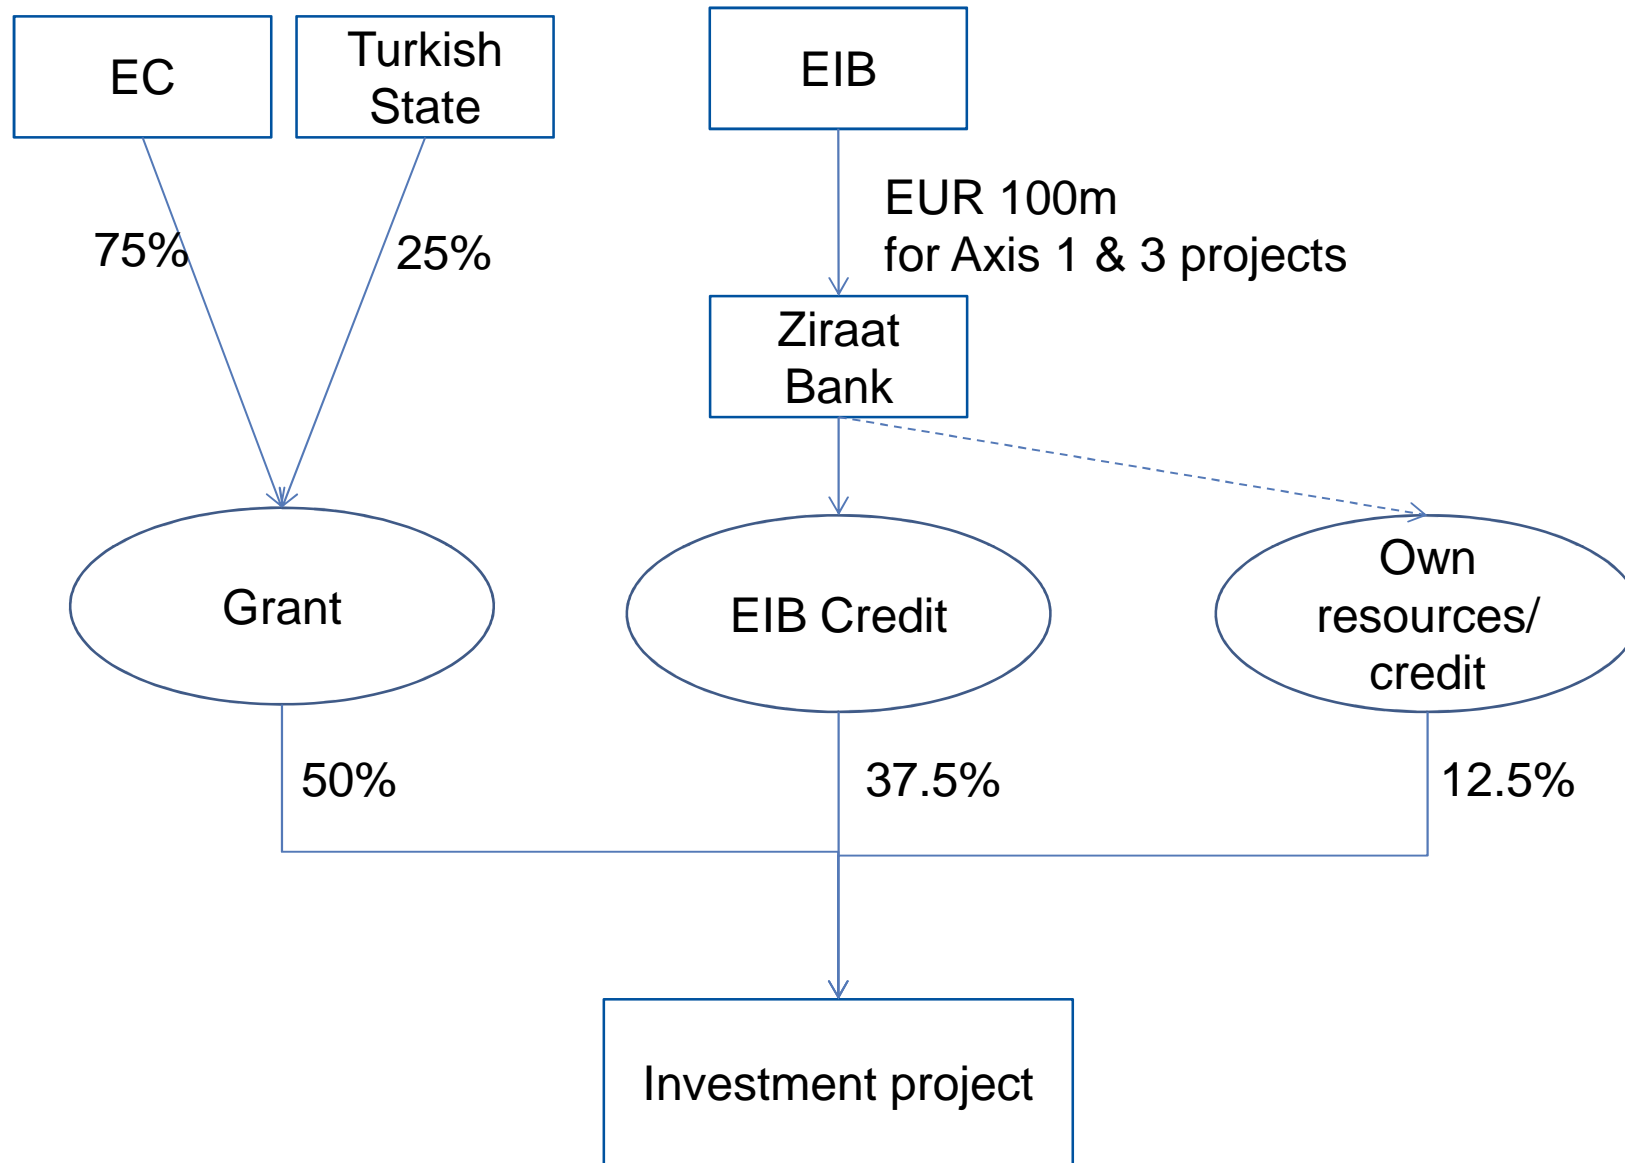 EC
Turkish
State
EIB
75%
25%
EUR 100m
for Axis 1 & 3 projects
Ziraat
Bank
Grant
EIB Credit
Own
resources/
credit
50%
37.5%
12.5%
Investment project